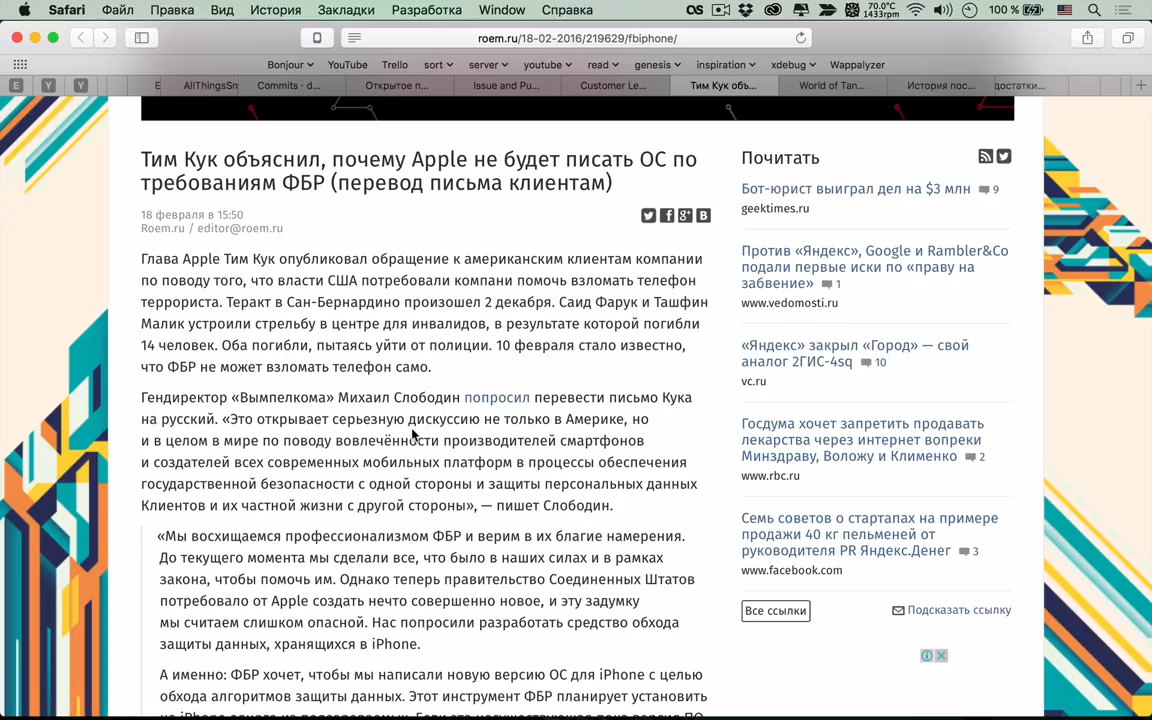 Safari Файл Правка Вид История Закладки Разработка Window Справка
70.0°C
1433rpm
100 %
roem.ru/18-02-2016/219629/fbiphone/
Bonjour YouTube Trello sort server youtube read genesis inspiration xdebug Wappalyzer
E Y Y E AllThingsSm Commits · d... Открытое п... Issue and Pu... Customer Le... Тим Кук объ... World of Tan... История пос... достатки...
Тим Кук объяснил, почему Apple не будет писать ОС по
требованиям ФБР (перевод письма клиентам)
18 февраля в 15:50
Roem.ru / editor@roem.ru
Глава Apple Тим Кук опубликовал обращение к американским клиентам компании
по поводу того, что власти США потребовали компани помочь взломать телефон
террориста. Теракт в Сан-Бернардино произошел 2 декабря. Саид Фарук и Ташфин
Малик устроили стрельбу в центре для инвалидов, в результате которой погибли
14 человек. Оба погибли, пытаясь уйти от полиции. 10 февраля стало известно,
что ФБР не может взломать телефон само.
Гендиректор «Вымпелкома» Михаил Слободин попросил перевести письмо Кука
на русский. «Это открывает серьезную дискуссию не только в Америке, но
и в целом в мире по поводу вовлечённости производителей смартфонов
и создателей всех современных мобильных платформ в процессы обеспечения
государственной безопасности с одной стороны и защиты персональных данных
Клиентов и их частной жизни с другой стороны», — пишет Слободин.
«Мы восхищаемся профессионализмом ФБР и верим в их благие намерения.
До текущего момента мы сделали все, что было в наших силах и в рамках
закона, чтобы помочь им. Однако теперь правительство Соединенных Штатов
потребовало от Apple создать нечто совершенно новое, и эту задумку
мы считаем слишком опасной. Нас попросили разработать средство обхода
защиты данных, хранящихся в iPhone.
А именно: ФБР хочет, чтобы мы написали новую версию ОС для iPhone с целью
обхода алгоритмов защиты данных. Этот инструмент ФБР планирует установить
Почитать
Бот-юрист выиграл дел на $3 млн 9
geektimes.ru
Против «Яндекс», Google и Rambler&Co
подали первые иски по «праву на
забвение» 1
www.vedomosti.ru
«Яндекс» закрыл «Город» — свой
аналог 2ГИС-4sq 10
vc.ru
Госдума хочет запретить продавать
лекарства через интернет вопреки
Минздраву, Воложу и Клименко 2
www.rbc.ru
Семь советов о стартапах на примере
продажи 40 кг пельменей от
руководителя PR Яндекс.Денег 3
www.facebook.com
Все ссылки Подсказать ссылку